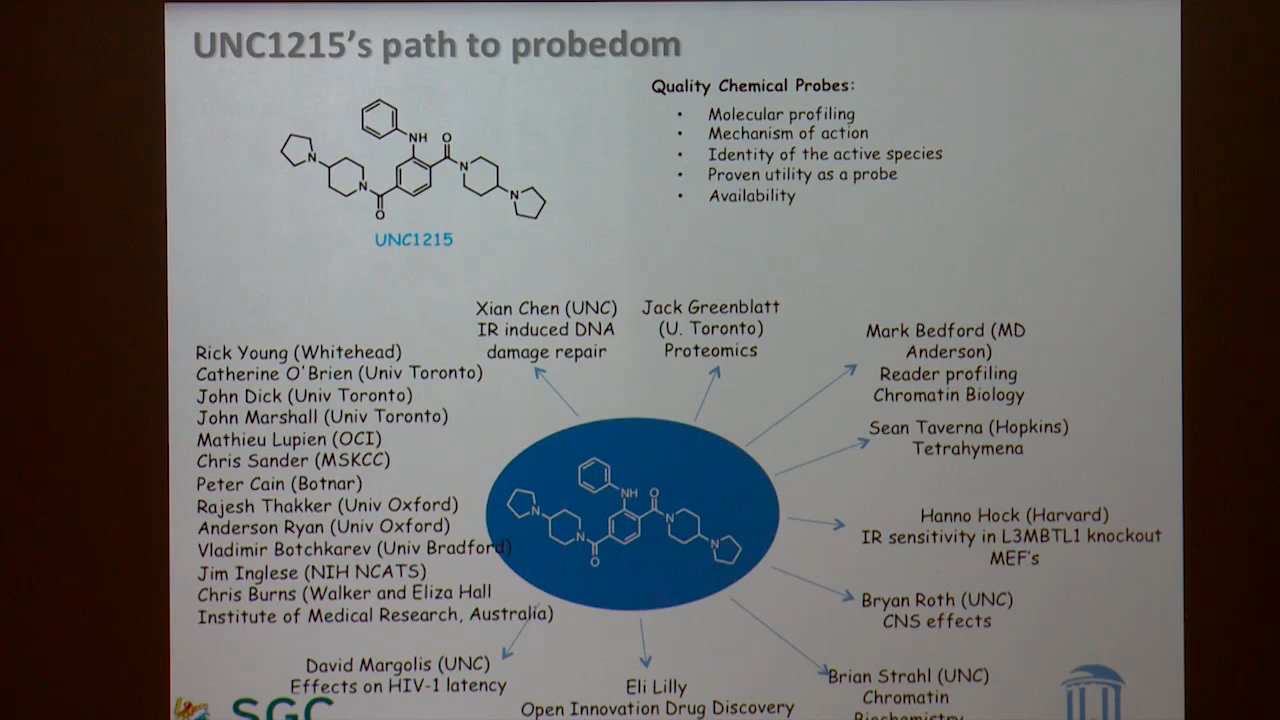 UNC1215's path to probedom
Quality Chemical Probes:
• Molecular profiling
• Mechanism of action
• Identity of the active species
• Proven utility as a probe
• Availability
NH
O
N
N
N
N
O
UNC1215
Xian Chen (UNC)
IR induced DNA
damage repair
Jack Greenblatt
(U. Toronto)
Proteomics
Mark Bedford (MD
Anderson)
Reader profiling
Chromatin Biology
Sean Taverna (Hopkins)
Tetrahymena
Hanno Hock (Harvard)
IR sensitivity in L3MBTL1 knockout
MEF's
Bryan Roth (UNC)
CNS effects
Brian Strahl (UNC)
Chromatin
Biochemistry
Eli Lilly
Open Innovation Drug Discovery
David Margolis (UNC)
Effects on HIV-1 latency
Rick Young (Whitehead)
Catherine O'Brien (Univ Toronto)
John Dick (Univ Toronto)
John Marshall (Univ Toronto)
Mathieu Lupien (OCI)
Chris Sander (MSKCC)
Peter Cain (Botnar)
Rajesh Thakker (Univ Oxford)
Anderson Ryan (Univ Oxford)
Vladimir Botchkarev (Univ Bradford)
Jim Inglese (NIH NCATS)
Chris Burns (Walker and Eliza Hall
Institute of Medical Research, Australia)
NH
O
N
N
N
N
O
SGC